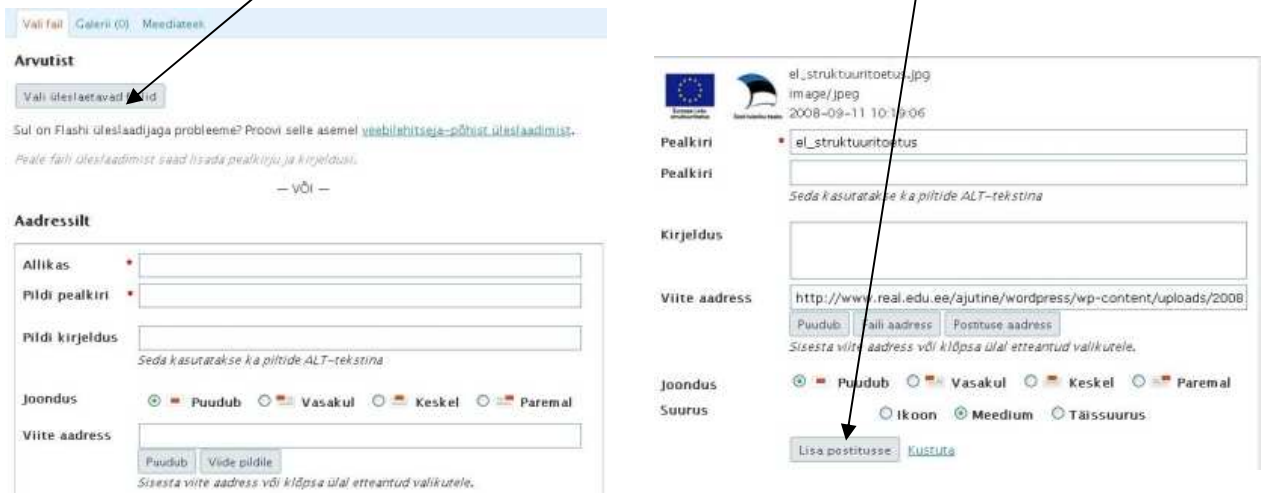 Vali fail Galerii (0) Meediateek
Arvutist
Vali üleslaetavad failid
Sul on Flashi üleslaadijaga probleeme? Proovi selle asemel veebilehitseja-põhist üleslaadimist.
Peale faili üleslaadimist saad lisada pealkirju ja kirjeldusi.
— VÕI —
Aadressilt
Allikas *
Pildi pealkiri *
Pildi kirjeldus
Seda kasutatakse ka piltide ALT-tekstina
Joondus Puudub Vasakul Keskel Paremal
Viite aadress
Puudub Viide pildile
Sisesta viite aadress või klõpsa ülal etteantud valikutele.
el_struktuuritoetus.jpg
image/jpeg
2008-09-11 10:19:06
Pealkiri * el_struktuuritoetus
Pealkiri
Seda kasutatakse ka piltide ALT-tekstina
Kirjeldus
Viite aadress http://www.real.edu.ee/ajutine/wordpress/wp-content/uploads/2008
Puudub Faili aadress Postituse aadress
Sisesta viite aadress või klõpsa ülal etteantud valikutele.
Joondus Puudub Vasakul Keskel Paremal
Suurus Ikoon Meedium Täissuurus
Lisa postitusse Kustuta